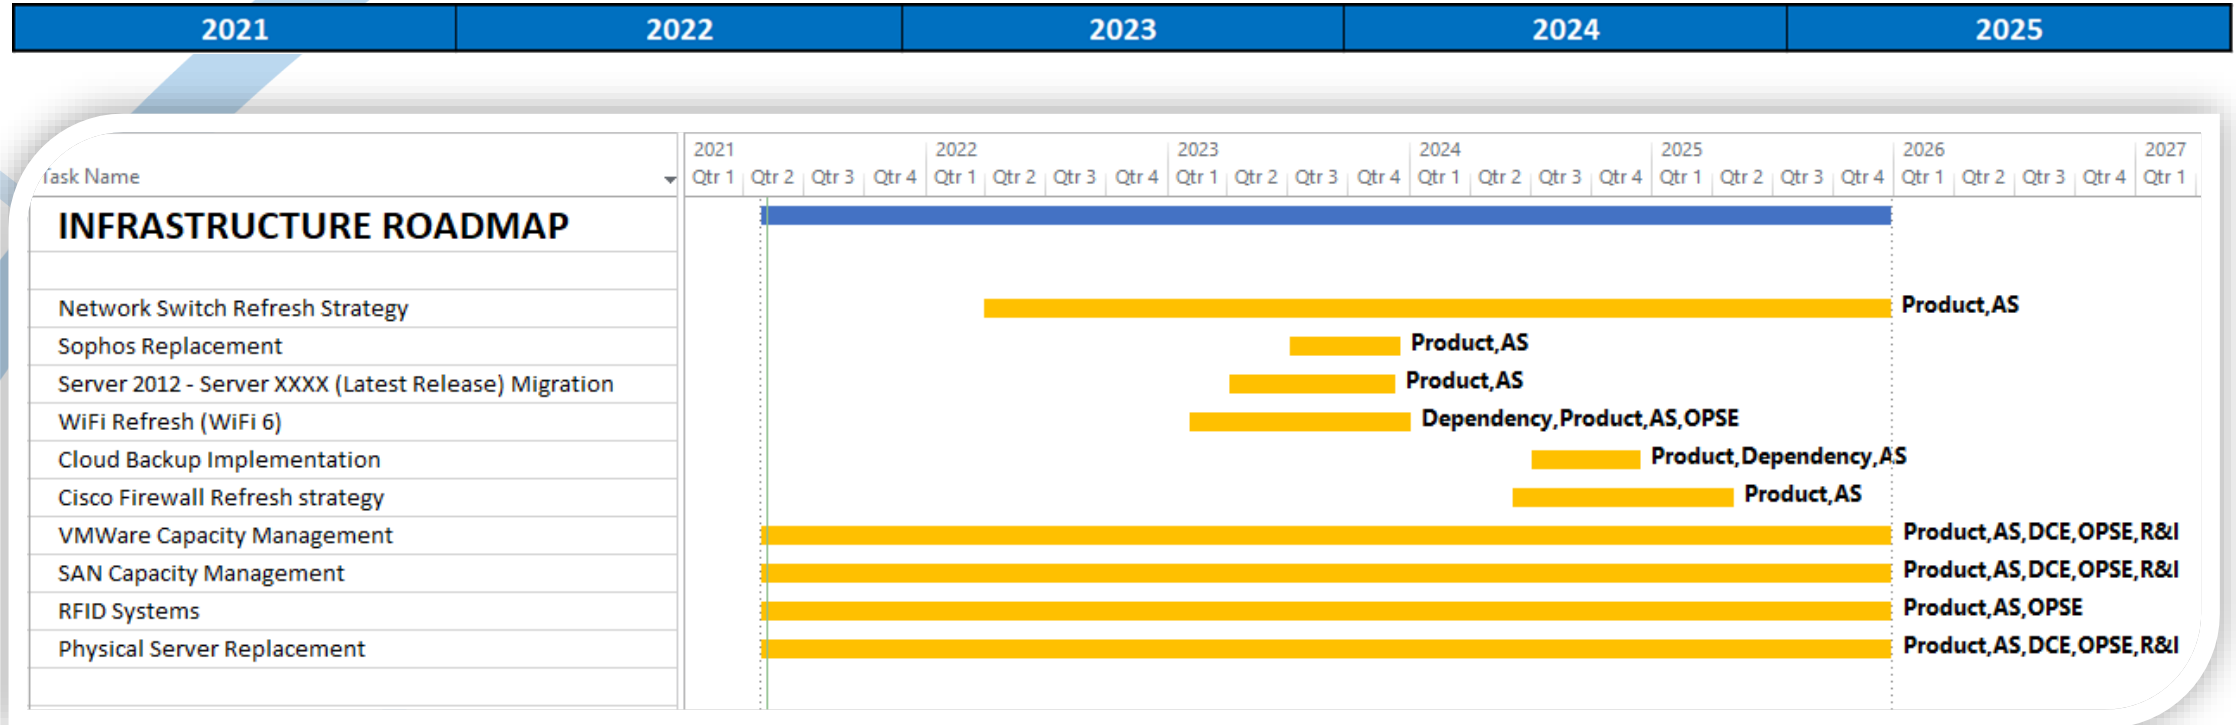 2021 2022 2023 2024 2025
2021 2022 2023 2024 2025 2026 2027
Task Name Qtr 1 Qtr 2 Qtr 3 Qtr 4 Qtr 1 Qtr 2 Qtr 3 Qtr 4 Qtr 1 Qtr 2 Qtr 3 Qtr 4 Qtr 1 Qtr 2 Qtr 3 Qtr 4 Qtr 1 Qtr 2 Qtr 3 Qtr 4 Qtr 1 Qtr 2 Qtr 3 Qtr 4 Qtr 1
INFRASTRUCTURE ROADMAP
Network Switch Refresh Strategy Product,AS
Sophos Replacement Product,AS
Server 2012 - Server XXXX (Latest Release) Migration Product,AS
WiFi Refresh (WiFi 6) Dependency,Product,AS,OPSE
Cloud Backup Implementation Product,Dependency,AS
Cisco Firewall Refresh strategy Product,AS
VMWare Capacity Management Product,AS,DCE,OPSE,R&I
SAN Capacity Management Product,AS,DCE,OPSE,R&I
RFID Systems Product,AS,OPSE
Physical Server Replacement Product,AS,DCE,OPSE,R&I